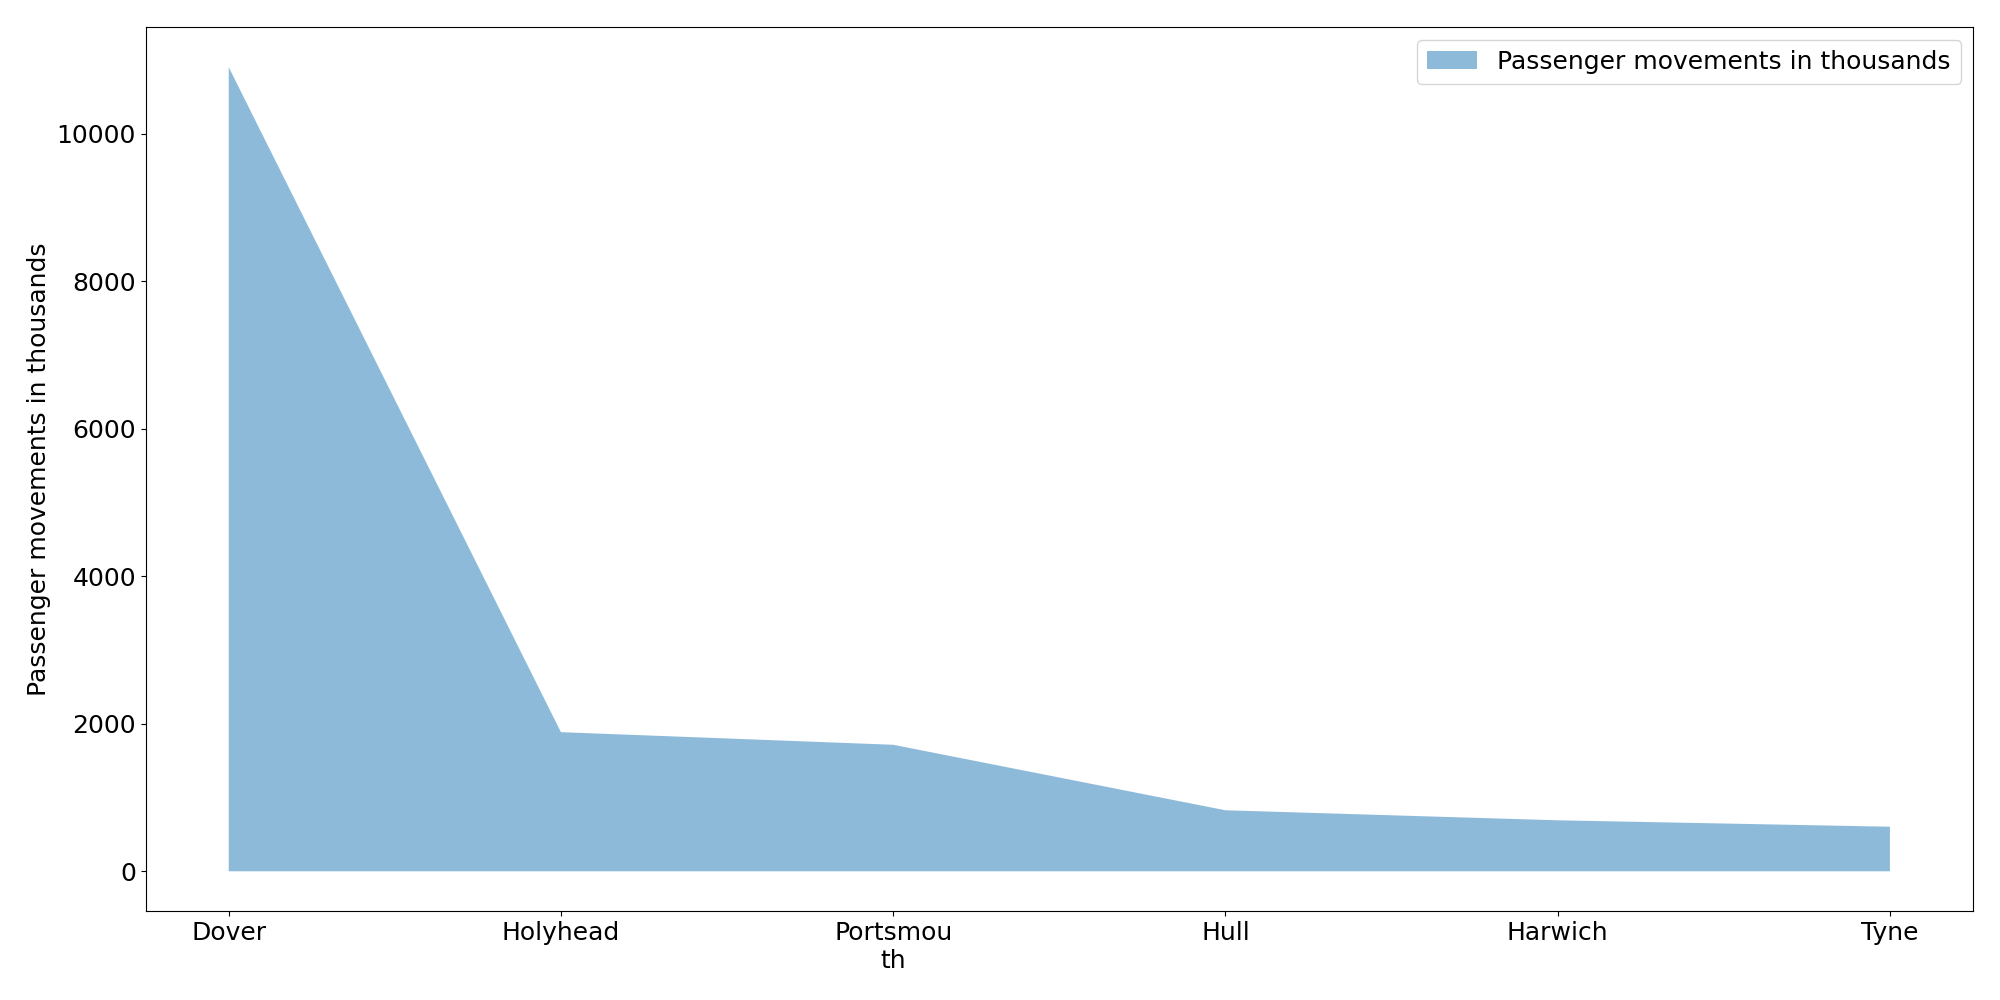 Passenger movements in thousands
Passenger movements in thousands
10000
8000
6000
4000
2000
0
Dover
Holyhead
Portsmou
th
Hull
Harwich
Tyne